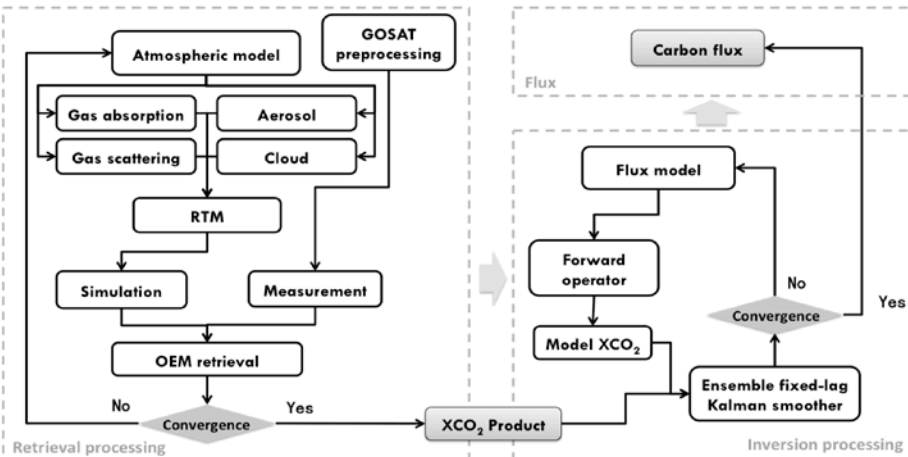 GOSAT
preprocessing
Atmospheric model
Gas absorption
Aerosol
Gas scattering
Cloud
RTM
Simulation
Measurement
OEM retrieval
No
Convergence
Yes
XCO₂ Product
Retrieval processing
Carbon flux
Flux
Flux model
Forward
operator
Model XCO₂
No
Yes
Convergence
Ensemble fixed-lag
Kalman smoother
Inversion processing